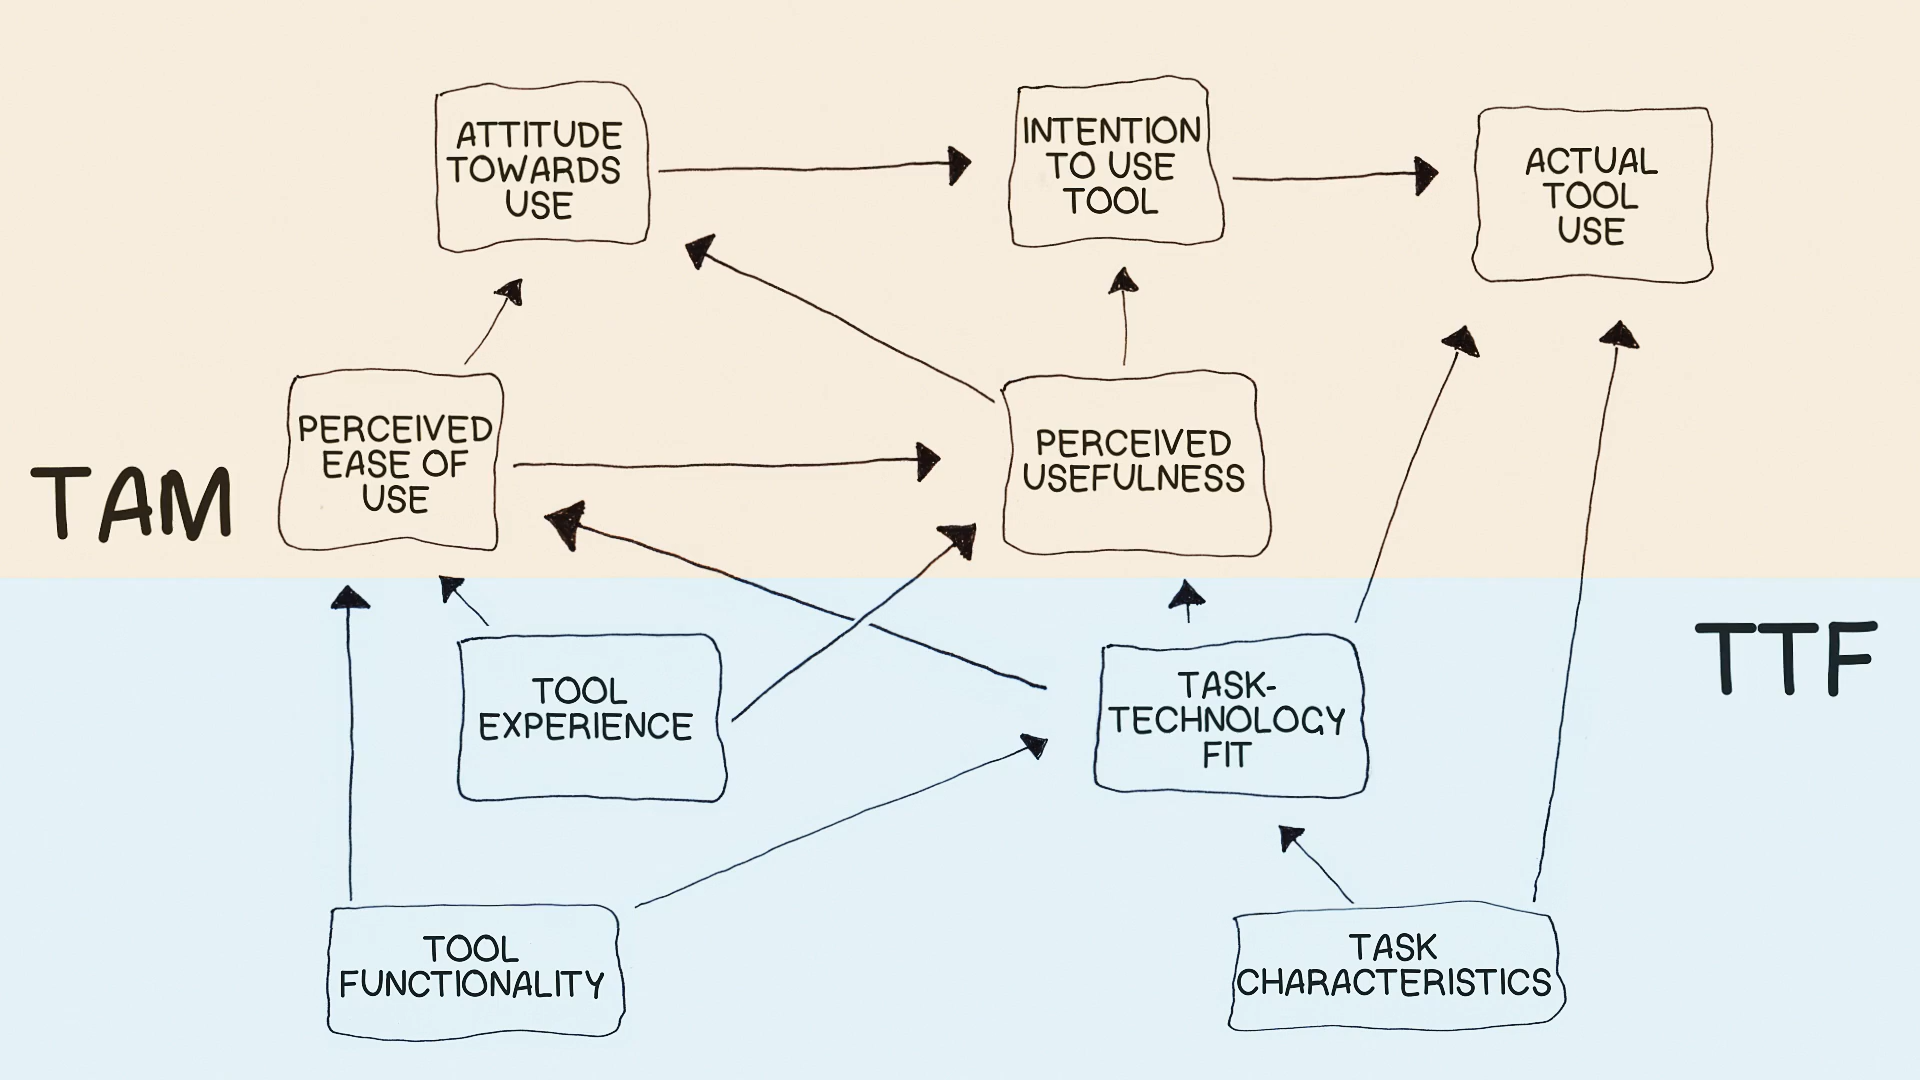 ATTITUDE
TOWARDS
USE
INTENTION
TO USE
TOOL
ACTUAL
TOOL
USE
TAM
PERCEIVED
EASE OF
USE
PERCEIVED
USEFULNESS
TTF
TOOL
EXPERIENCE
TASK-
TECHNOLOGY
FIT
TOOL
FUNCTIONALITY
TASK
CHARACTERISTICS